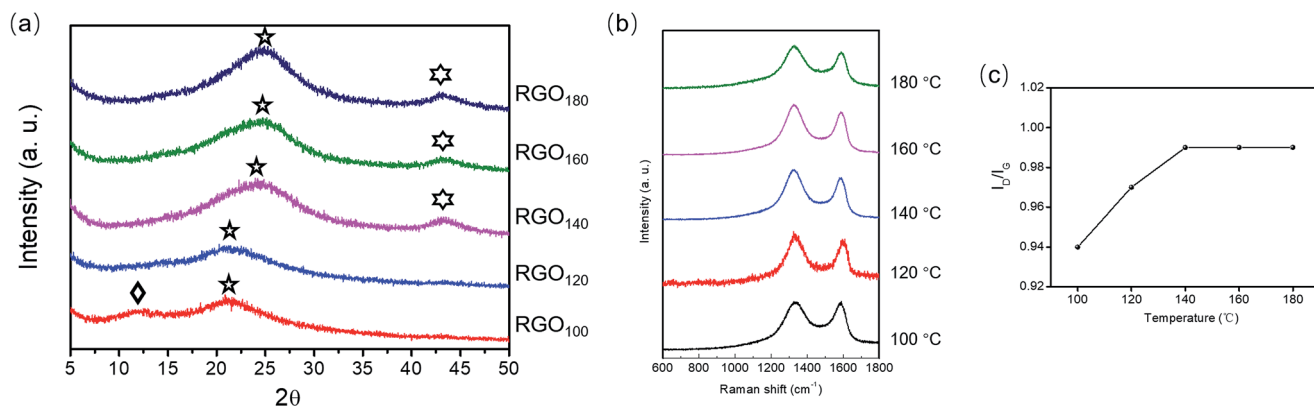 (a)
Intensity (a. u.)
RGO180
RGO160
RGO140
RGO120
RGO100
5 10 15 20 25 30 35 40 45 50
2θ
(b)
Intensity (a. u.)
180 °C
160 °C
140 °C
120 °C
100 °C
600 800 1000 1200 1400 1600 1800
Raman shift (cm⁻¹)
(c)
1.02
1.00
0.98
0.96
0.94
0.92
I_D/I_G
100 120 140 160 180
Temperature (℃)